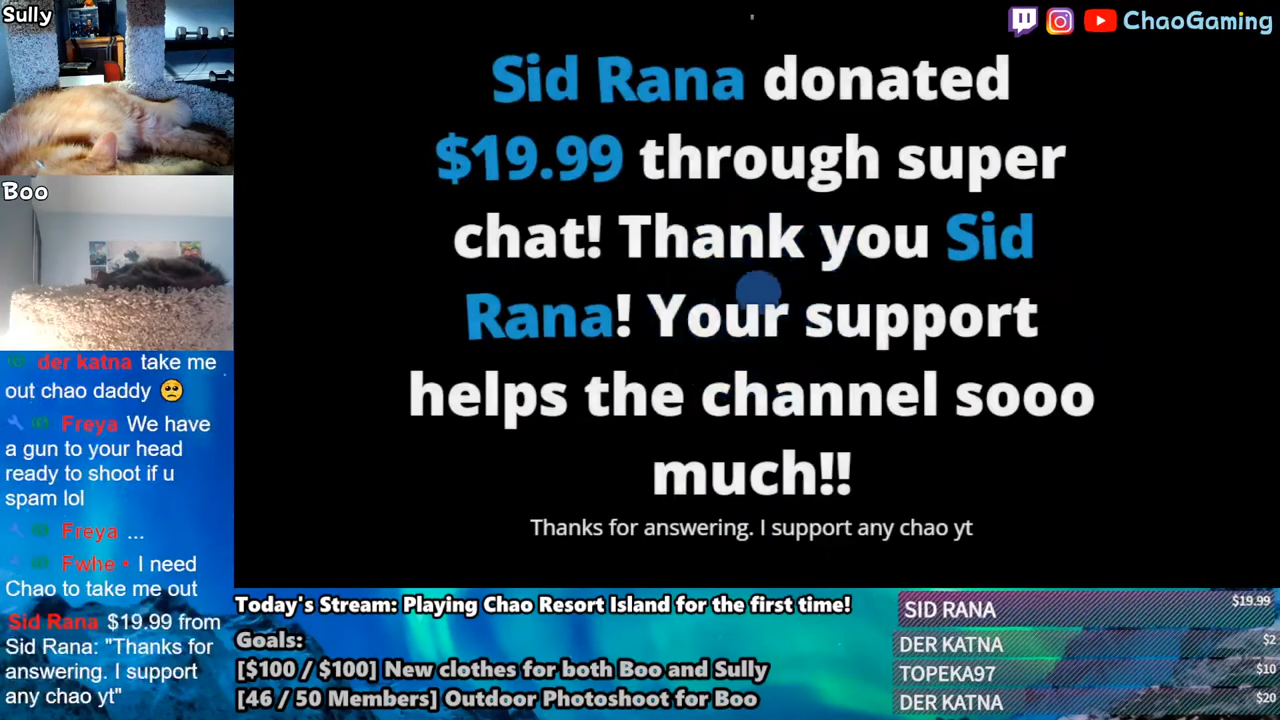 Sully
ChaoGaming
Sid Rana donated
$19.99 through super
chat! Thank you Sid
Rana! Your support
helps the channel sooo
much!!
Thanks for answering. I support any chao yt
Boo
der katna take me
out chao daddy 🥺
Freya We have
a gun to your head
ready to shoot if u
spam lol
Freya ...
Fwhe • I need
Chao to take me out
Sid Rana $19.99 from
Sid Rana: "Thanks for
answering. I support
any chao yt"
Today's Stream: Playing Chao Resort Island for the first time!
Goals:
[$100 / $100] New clothes for both Boo and Sully
[46 / 50 Members] Outdoor Photoshoot for Boo
SID RANA $19.99
DER KATNA $2
TOPEKA97 $10
DER KATNA $20